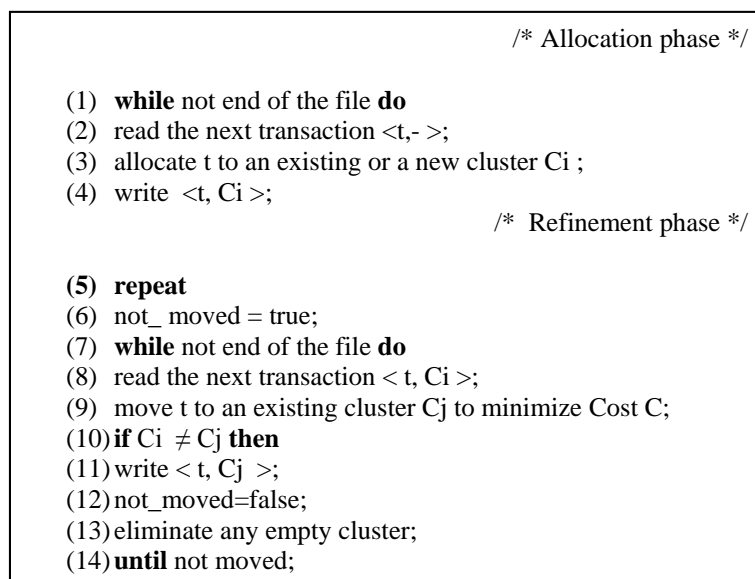 /* Allocation phase */
(1) while not end of the file do
(2) read the next transaction <t,- >;
(3) allocate t to an existing or a new cluster Ci ;
(4) write <t, Ci >;
/* Refinement phase */
(5) repeat
(6) not_ moved = true;
(7) while not end of the file do
(8) read the next transaction < t, Ci >;
(9) move t to an existing cluster Cj to minimize Cost C;
(10) if Ci ≠ Cj then
(11) write < t, Cj >;
(12) not_moved=false;
(13) eliminate any empty cluster;
(14) until not moved;